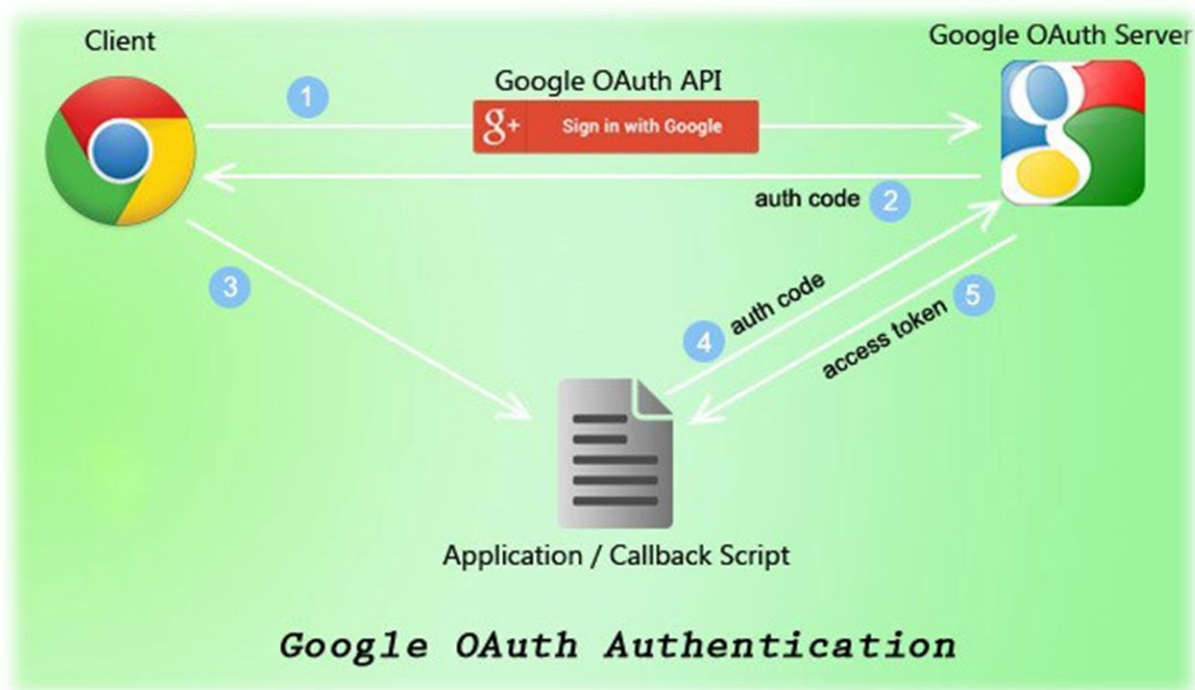 Client
Google OAuth Server
Google OAuth API
1
g+ Sign in with Google
auth code 2
3
4 auth code
access token 5
Application / Callback Script
Google OAuth Authentication